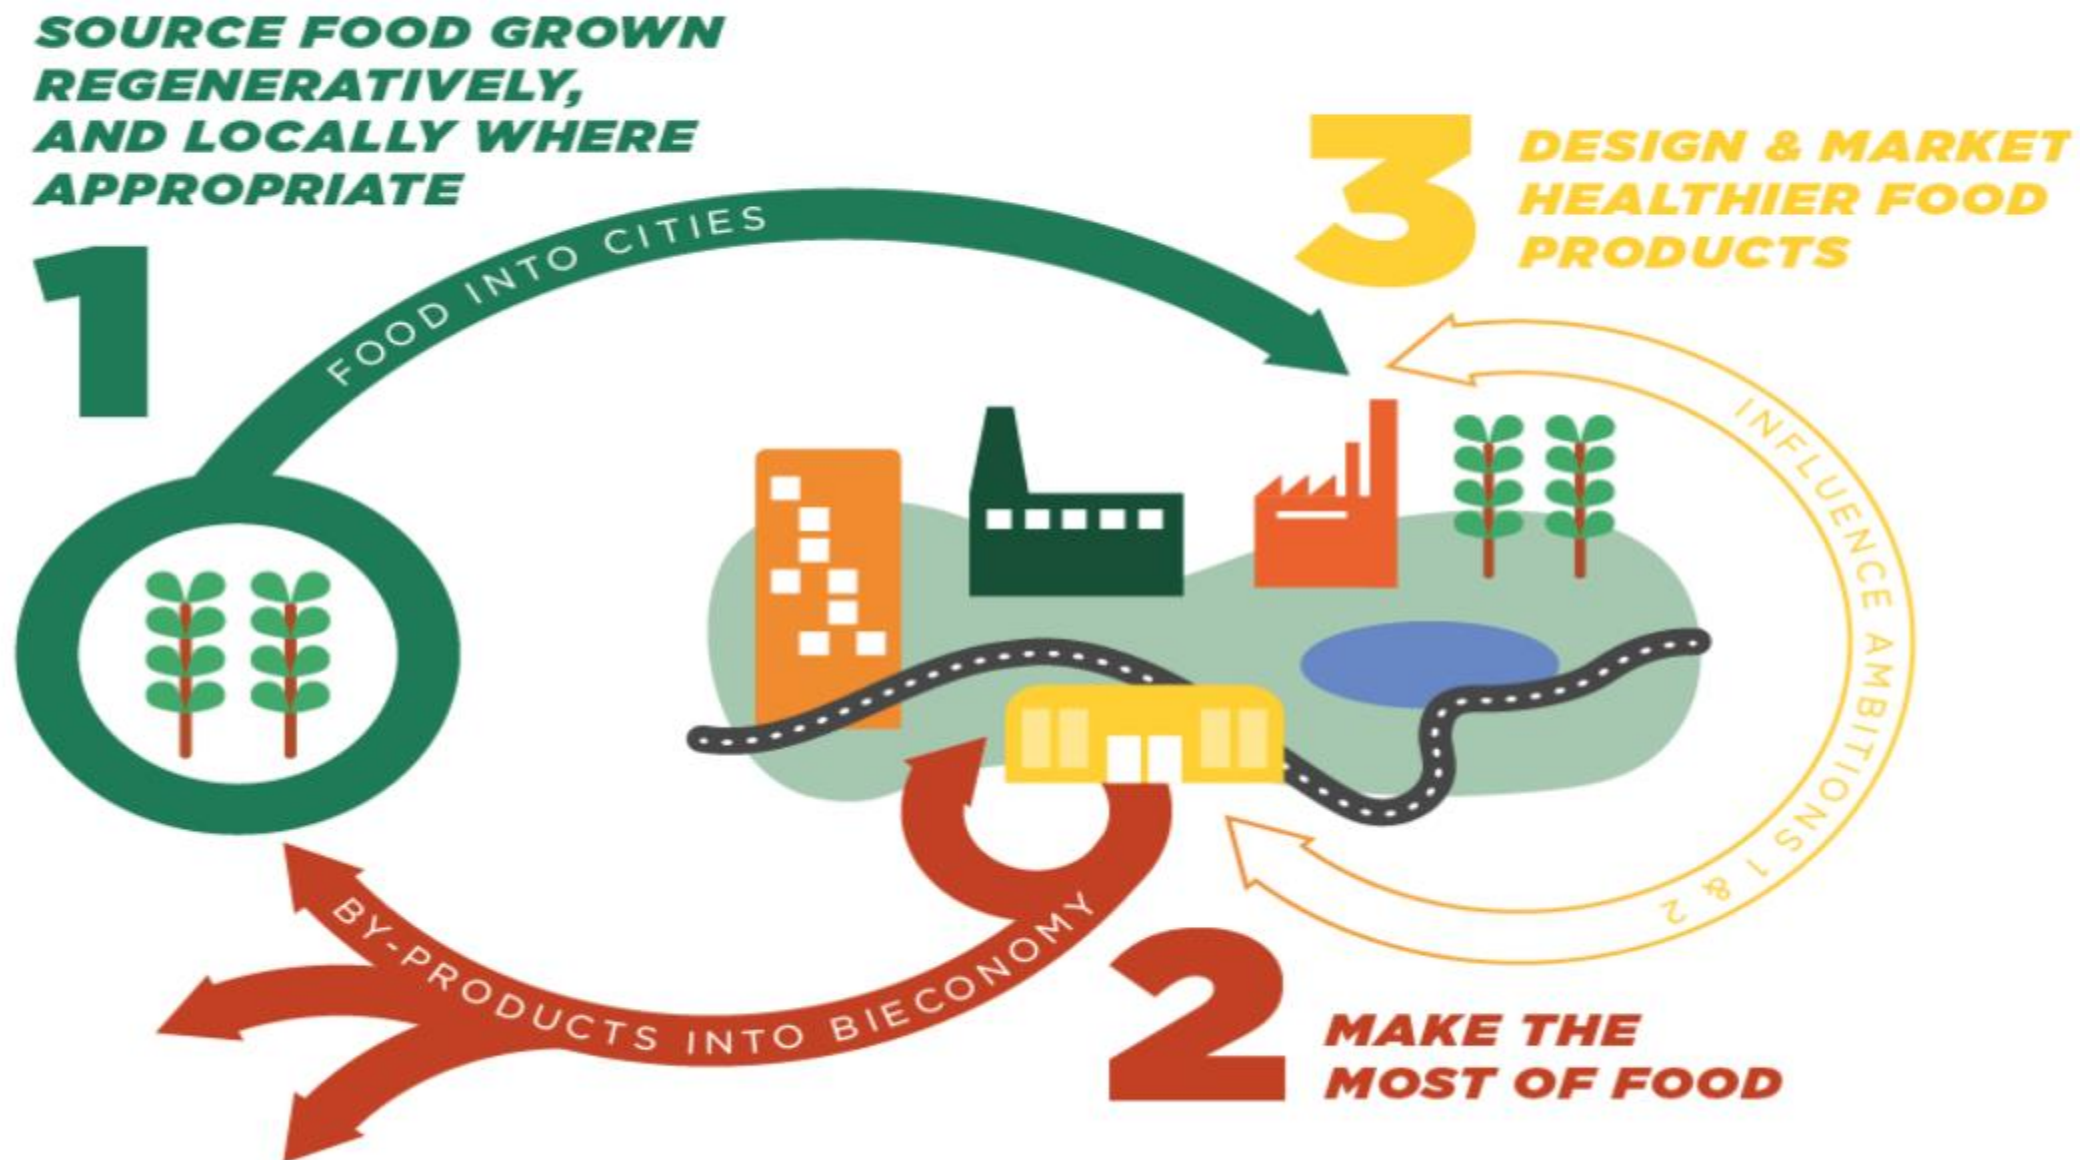 SOURCE FOOD GROWN
REGENERATIVELY,
AND LOCALLY WHERE
APPROPRIATE
1
FOOD INTO CITIES
3
DESIGN & MARKET
HEALTHIER FOOD
PRODUCTS
INFLUENCE AMBITIONS 1 & 2
BY-PRODUCTS INTO BIECONOMY
2
MAKE THE
MOST OF FOOD